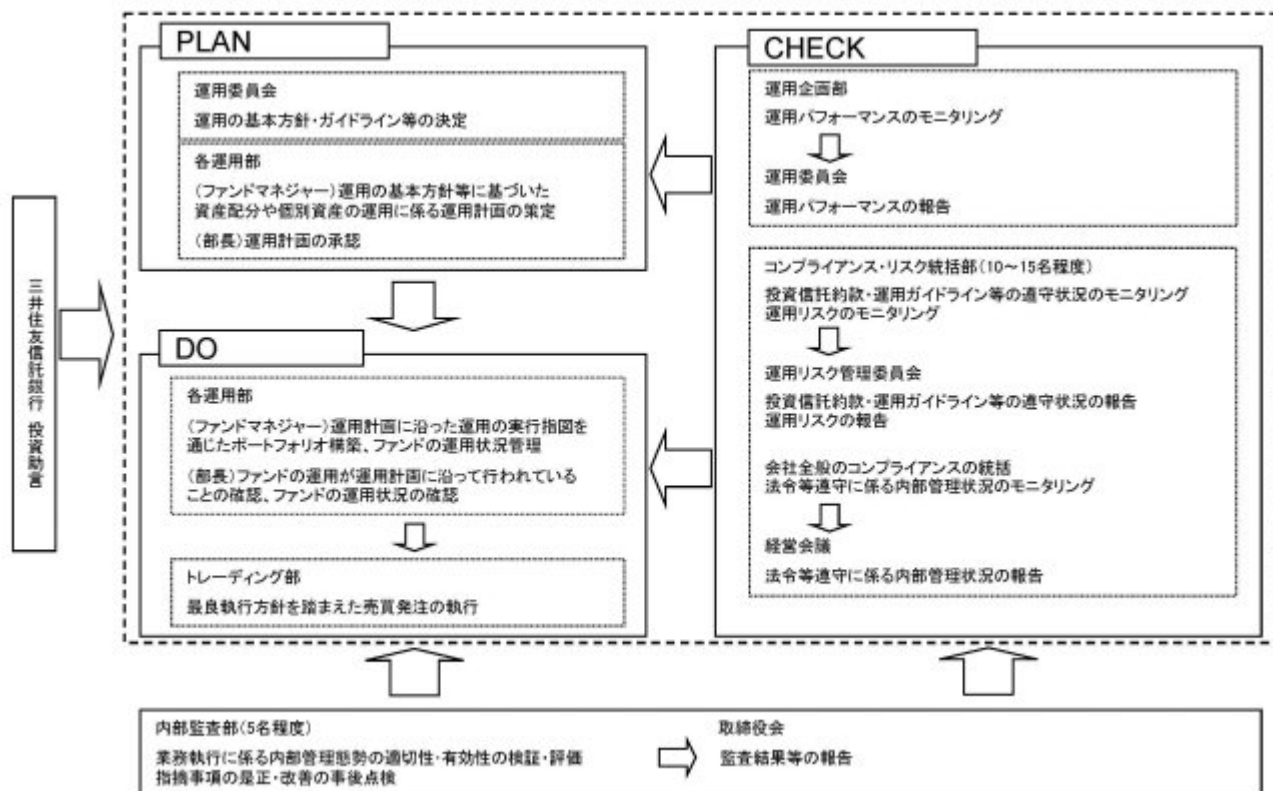 三井住友信託銀行 投資助言
PLAN
運用委員会
運用の基本方針・ガイドライン等の決定
各運用部
(ファンドマネジャー)運用の基本方針等に基づいた
資産配分や個別資産の運用に係る運用計画の策定
(部長)運用計画の承認
DO
各運用部
(ファンドマネジャー)運用計画に沿った運用の実行指図を
通じたポートフォリオ構築、ファンドの運用状況管理
(部長)ファンドの運用が運用計画に沿って行われている
ことの確認、ファンドの運用状況の確認
トレーディング部
最良執行方針を踏まえた売買発注の執行
CHECK
運用企画部
運用パフォーマンスのモニタリング
運用委員会
運用パフォーマンスの報告
コンプライアンス・リスク統括部(10～15名程度)
投資信託約款・運用ガイドライン等の遵守状況のモニタリング
運用リスクのモニタリング
運用リスク管理委員会
投資信託約款・運用ガイドライン等の遵守状況の報告
運用リスクの報告
会社全般のコンプライアンスの統括
法令等遵守に係る内部管理状況のモニタリング
経営会議
法令等遵守に係る内部管理状況の報告
内部監査部(5名程度)
業務執行に係る内部管理態勢の適切性・有効性の検証・評価
指摘事項の是正・改善の事後点検
取締役会
監査結果等の報告